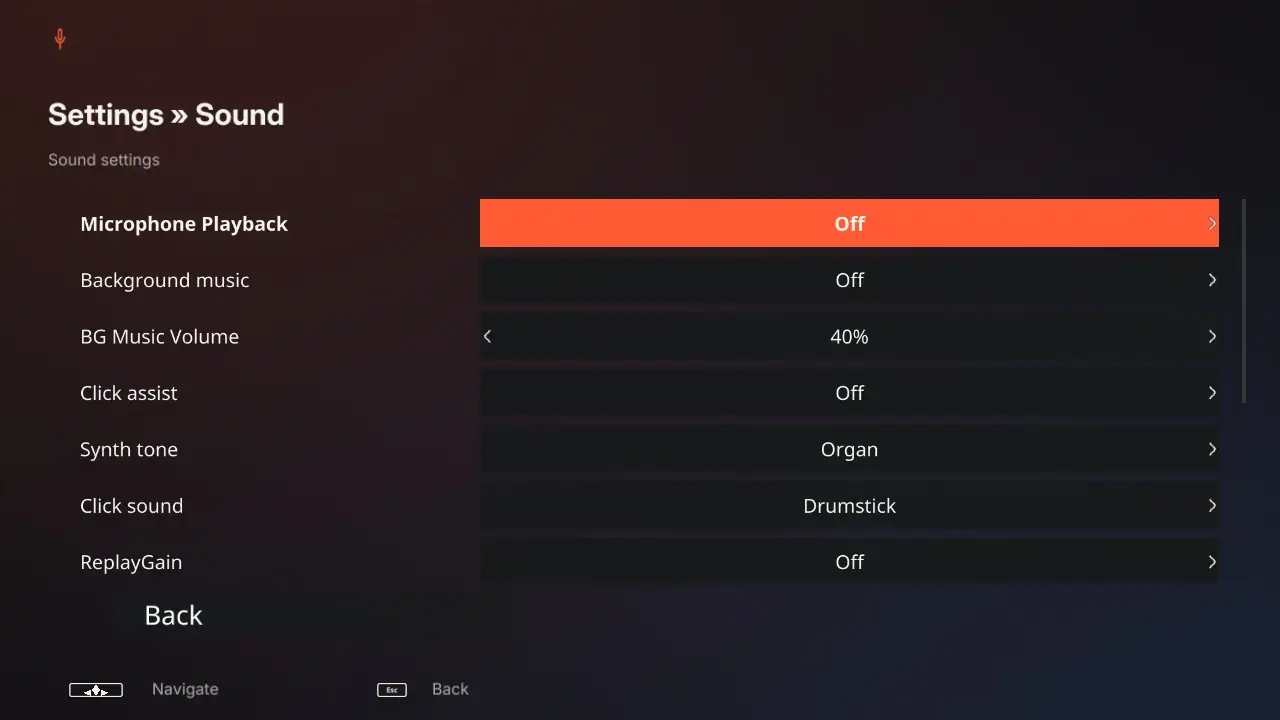 Settings » Sound
Sound settings
Microphone Playback Off
Background music Off
BG Music Volume 40%
Click assist Off
Synth tone Organ
Click sound Drumstick
ReplayGain Off
Back
Navigate Esc Back